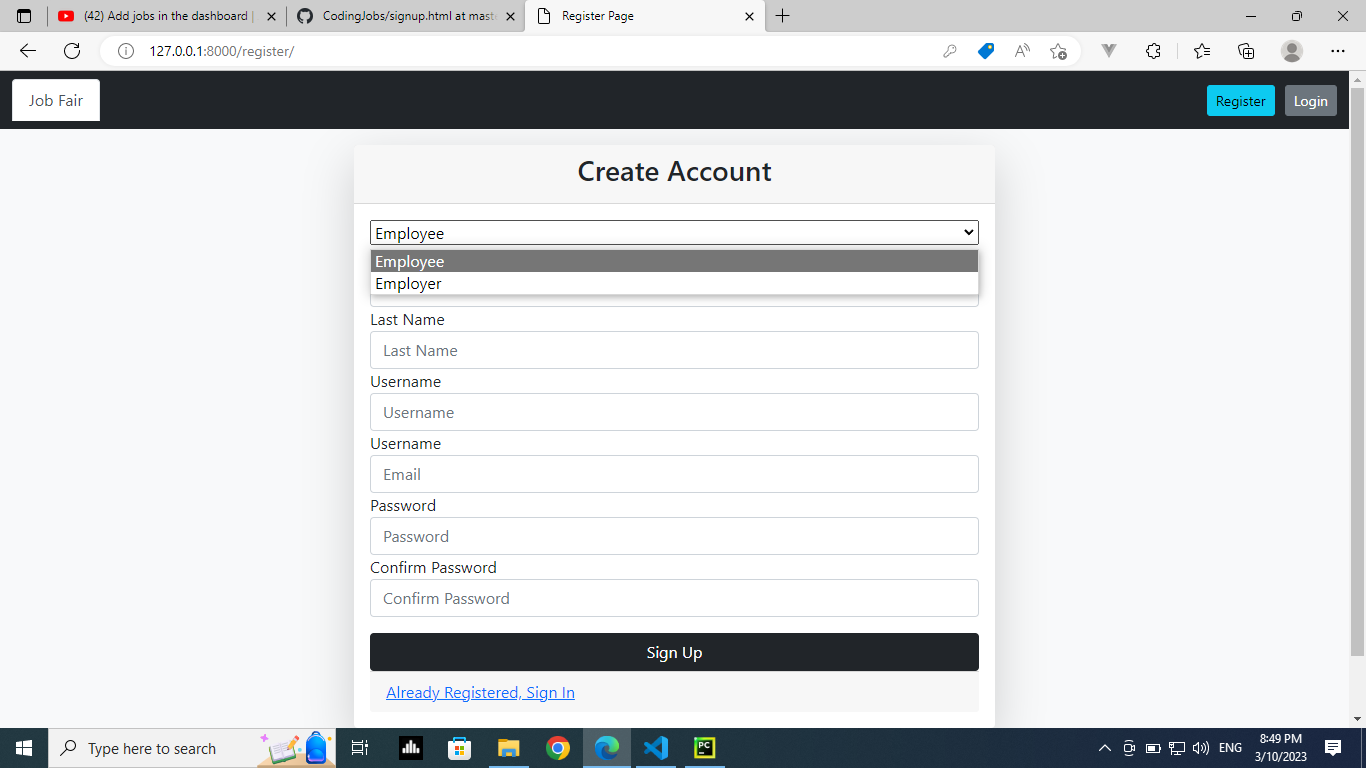 (42) Add jobs in the dashboard |
CodingJobs/signup.html at mast
Register Page
127.0.0.1:8000/register/
Job Fair
Register
Login
Create Account
Employee
Employee
Employer
Last Name
Last Name
Username
Username
Username
Email
Password
Password
Confirm Password
Confirm Password
Sign Up
Already Registered, Sign In
Type here to search
PC
ENG
8:49 PM
3/10/2023